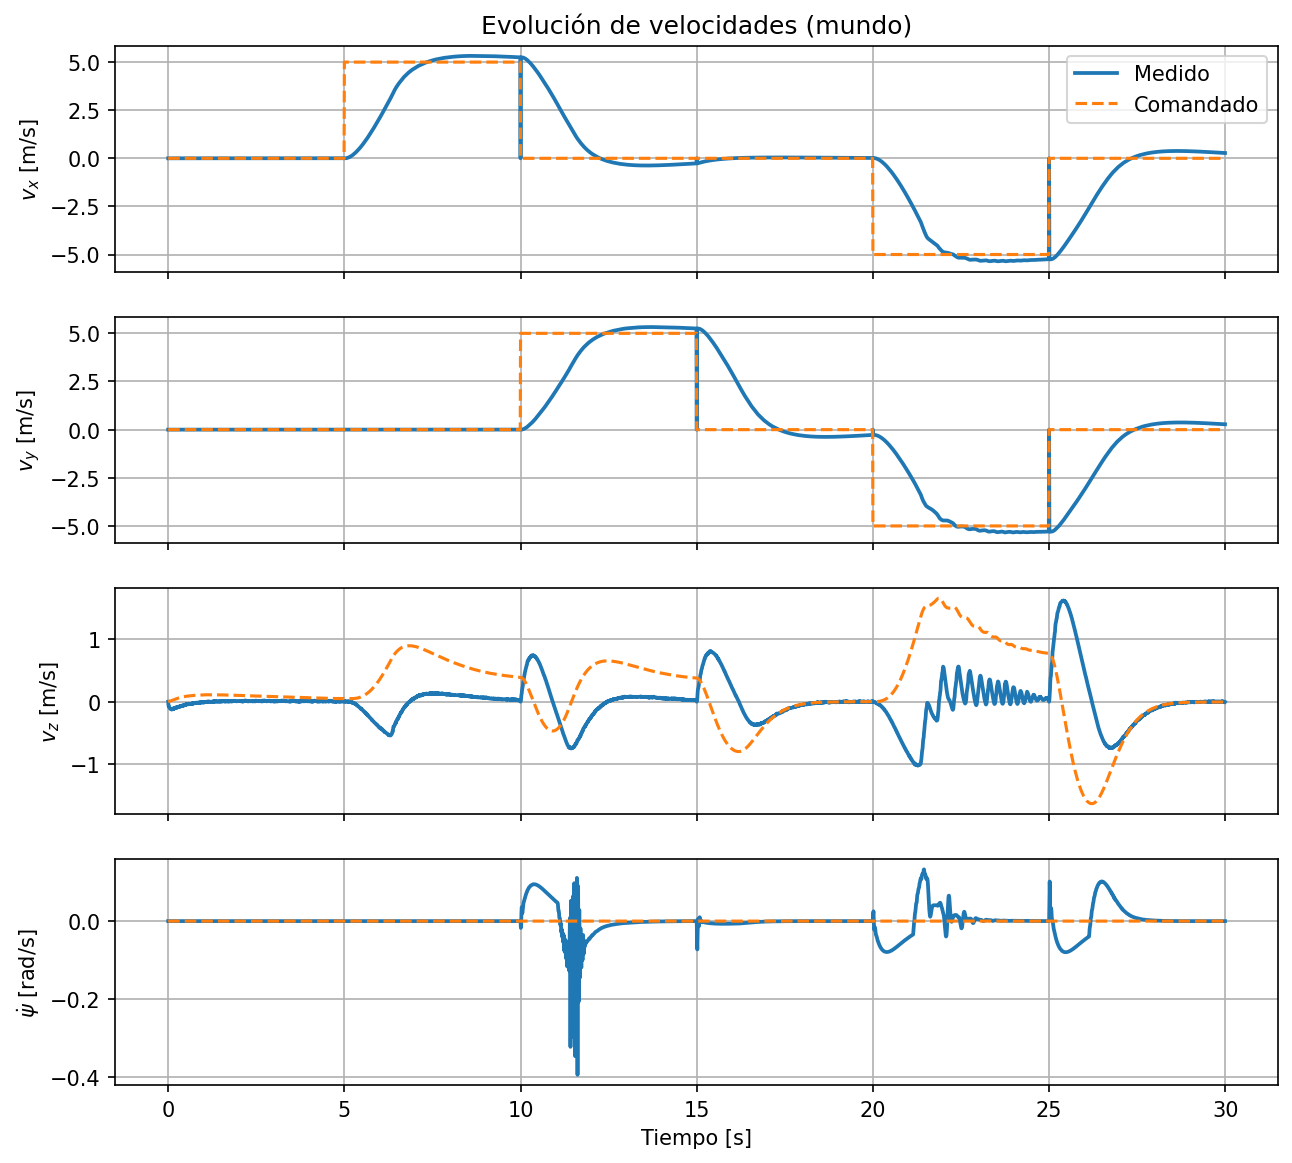 Evolución de velocidades (mundo)
5.0
2.5
0.0
−2.5
−5.0
v_x [m/s]
Medido
Comandado
5.0
2.5
0.0
−2.5
−5.0
v_y [m/s]
1
0
−1
v_z [m/s]
0.0
−0.2
−0.4
ψ̇ [rad/s]
0 5 10 15 20 25 30
Tiempo [s]